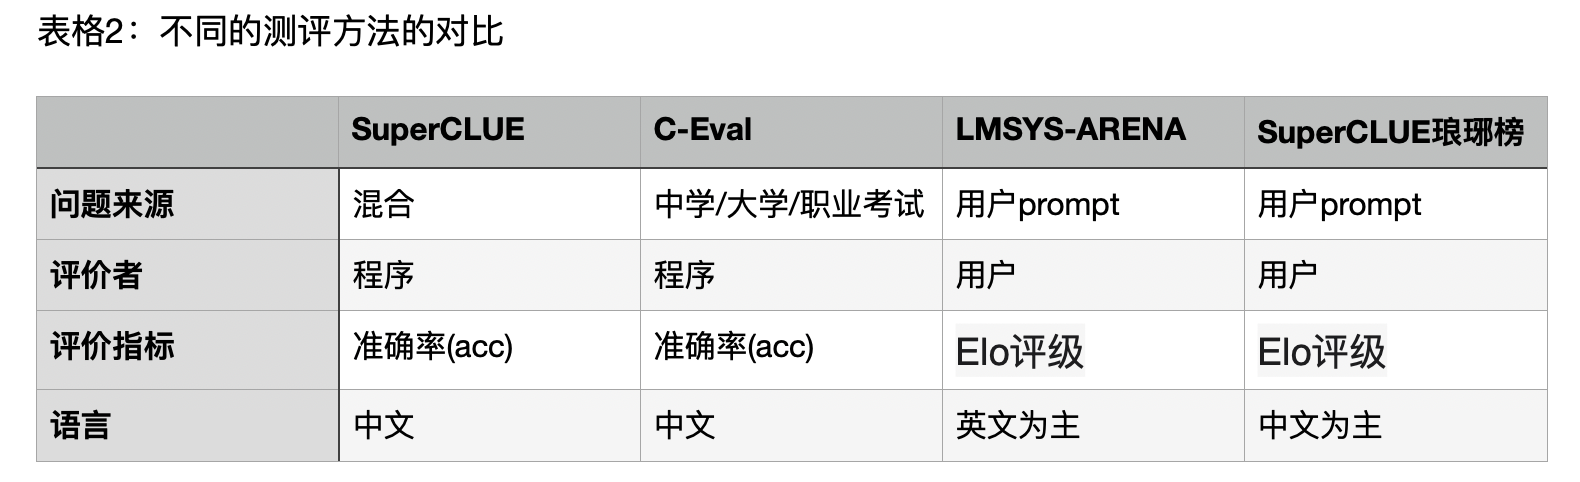 表格2：不同的测评方法的对比
SuperCLUE C-Eval LMSYS-ARENA SuperCLUE琅琊榜
问题来源 混合 中学/大学/职业考试 用户prompt 用户prompt
评价者 程序 程序 用户 用户
评价指标 准确率(acc) 准确率(acc) Elo评级 Elo评级
语言 中文 中文 英文为主 中文为主